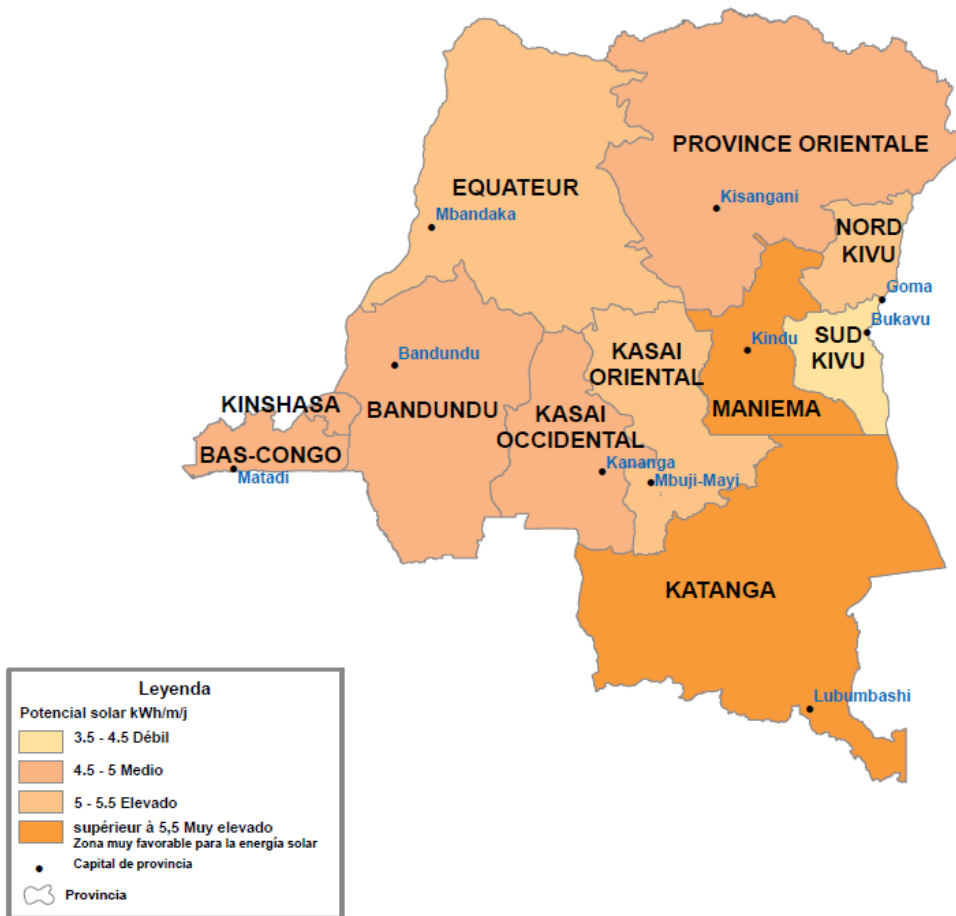 PROVINCE ORIENTALE
EQUATEUR
Kisangani
Mbandaka
NORD
KIVU
Goma
Bukavu
SUD
KIVU
Kindu
KASAI
ORIENTAL
Bandundu
MANIEMA
KINSHASA
BANDUNDU
KASAI
OCCIDENTAL
BAS-CONGO
Matadi
Kananga
Mbuji-Mayi
KATANGA
Lubumbashi
Leyenda
Potencial solar kWh/m/j
3.5 - 4.5 Débil
4.5 - 5 Medio
5 - 5.5 Elevado
supérieur à 5,5 Muy elevado
Zona muy favorable para la energía solar
Capital de provincia
Provincia